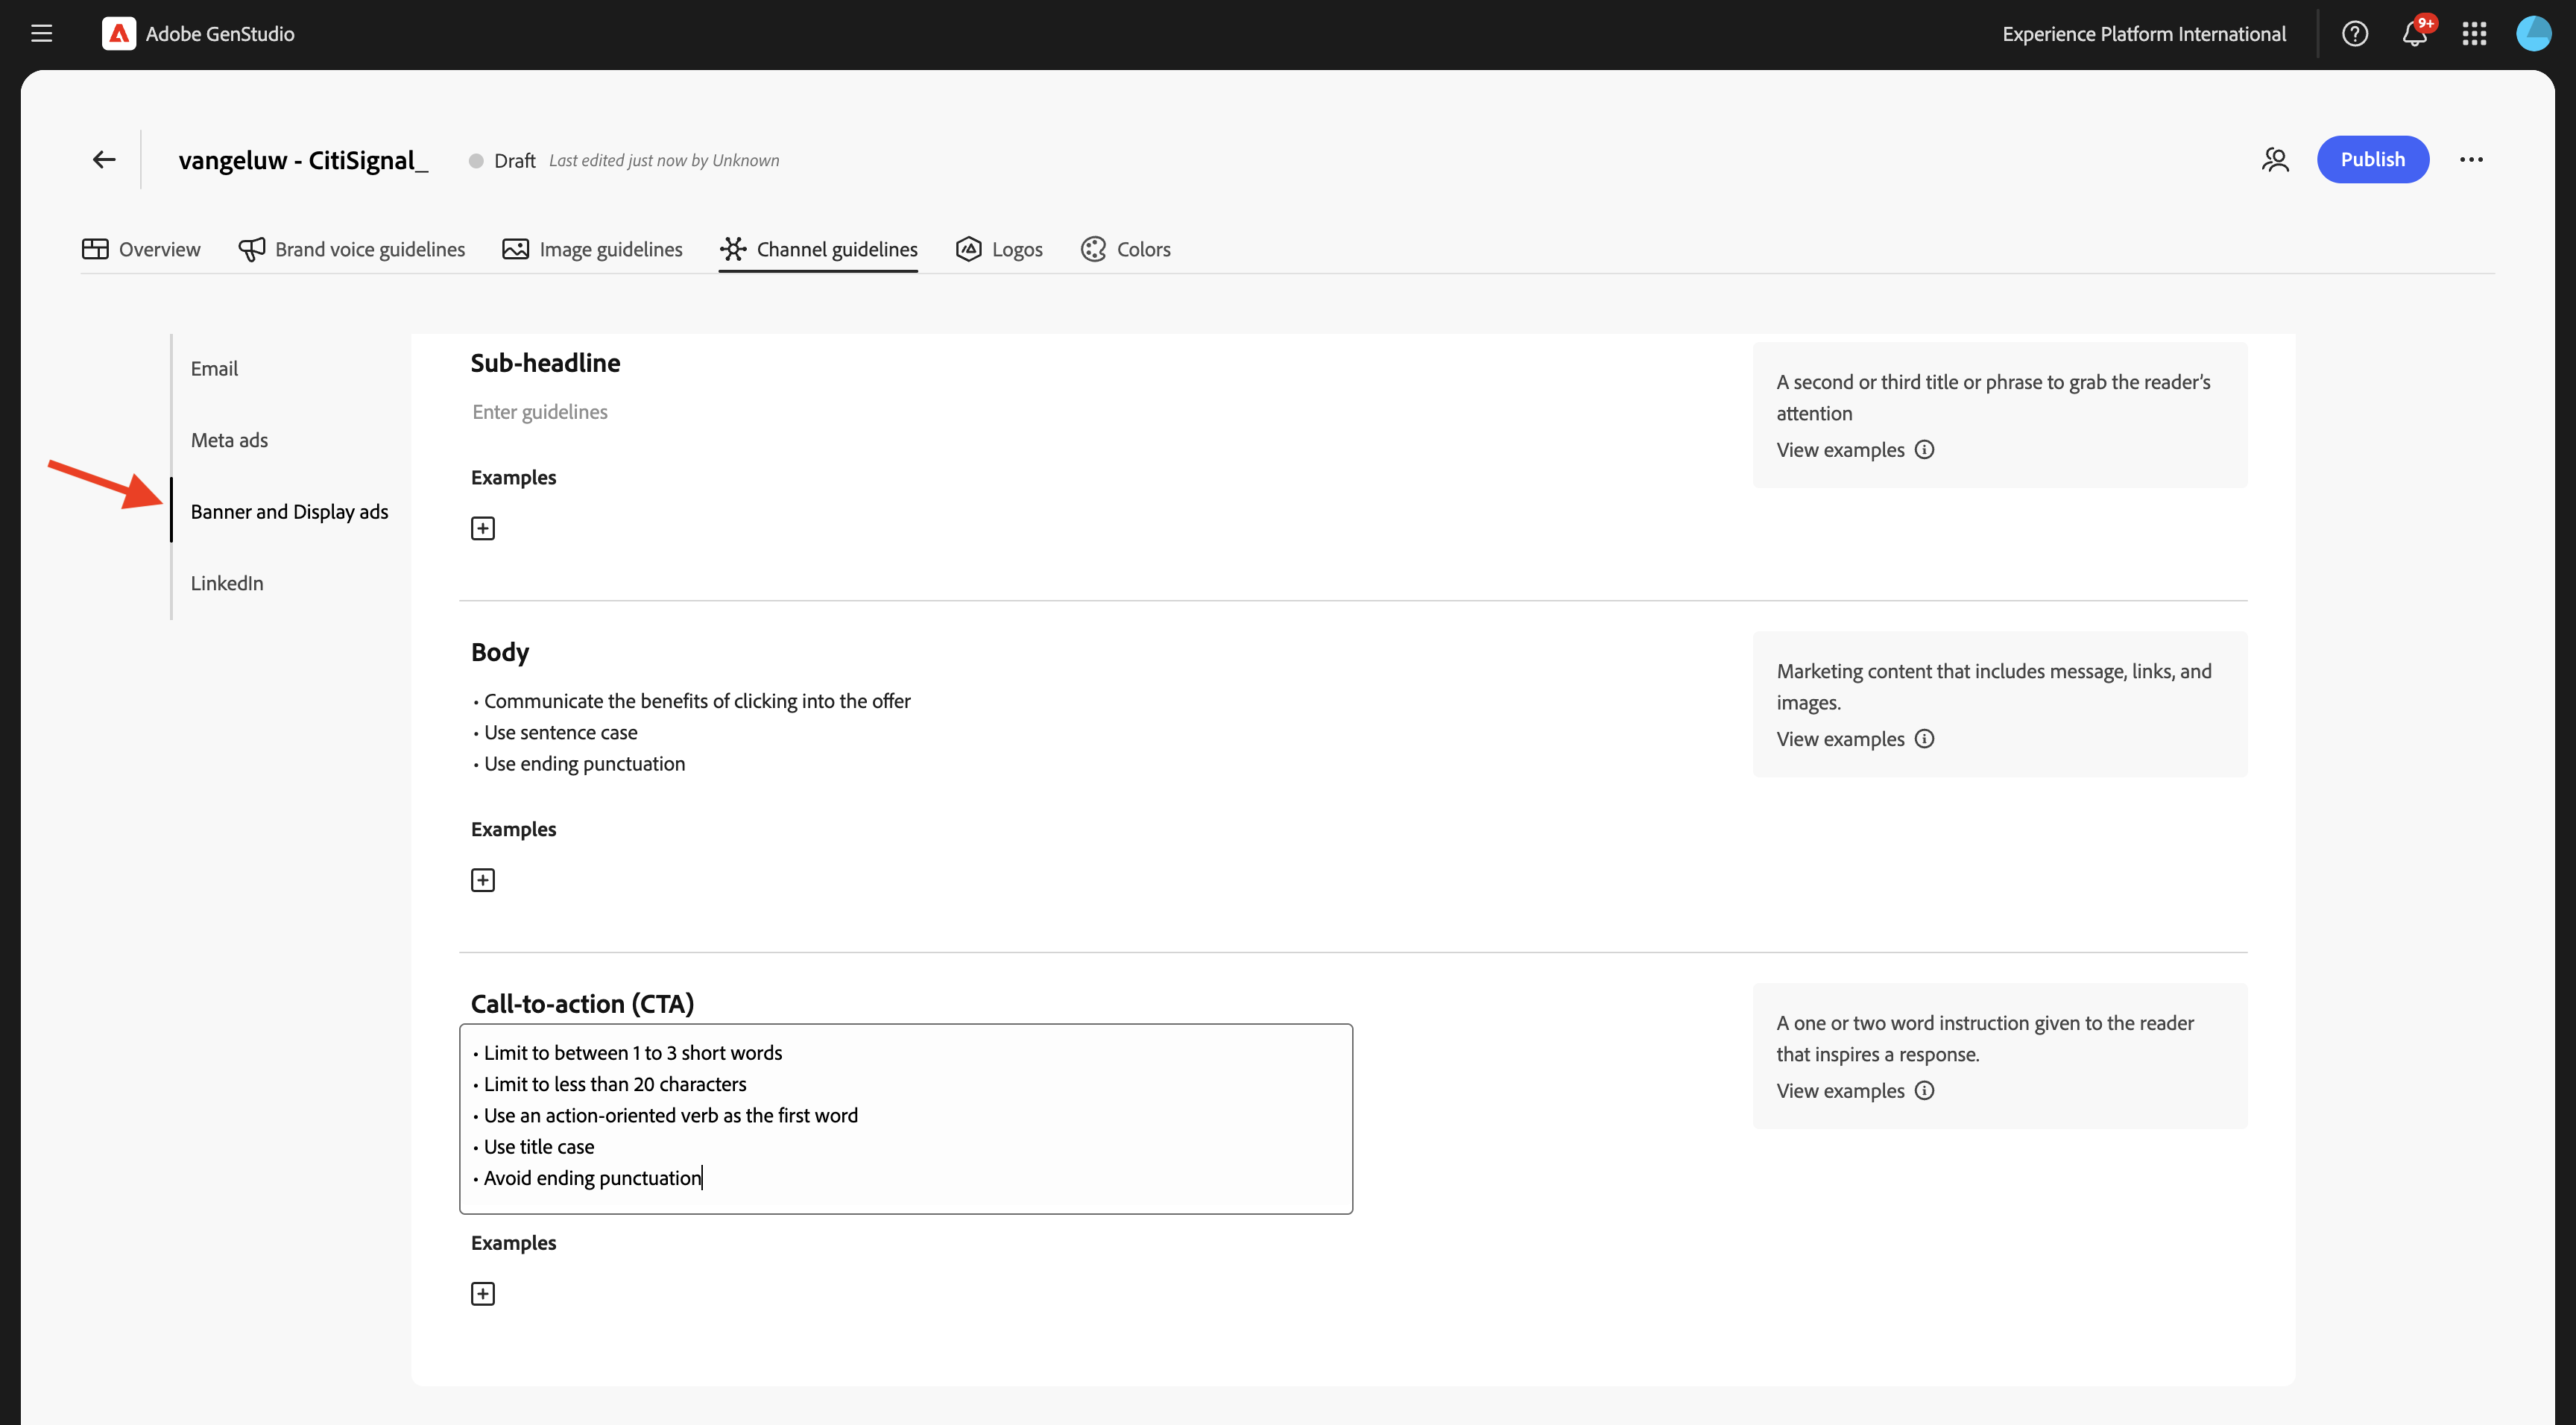 Adobe GenStudio
Experience Platform International
9+
vangeluw - CitiSignal_
Draft
Last edited just now by Unknown
Publish
Overview
Brand voice guidelines
Image guidelines
Channel guidelines
Logos
Colors
Email
Meta ads
Banner and Display ads
LinkedIn
Sub-headline
Enter guidelines
Examples
A second or third title or phrase to grab the reader’s
attention
View examples
Body
• Communicate the benefits of clicking into the offer
• Use sentence case
• Use ending punctuation
Examples
Marketing content that includes message, links, and
images.
View examples
Call-to-action (CTA)
• Limit to between 1 to 3 short words
• Limit to less than 20 characters
• Use an action-oriented verb as the first word
• Use title case
• Avoid ending punctuation
Examples
A one or two word instruction given to the reader
that inspires a response.
View examples